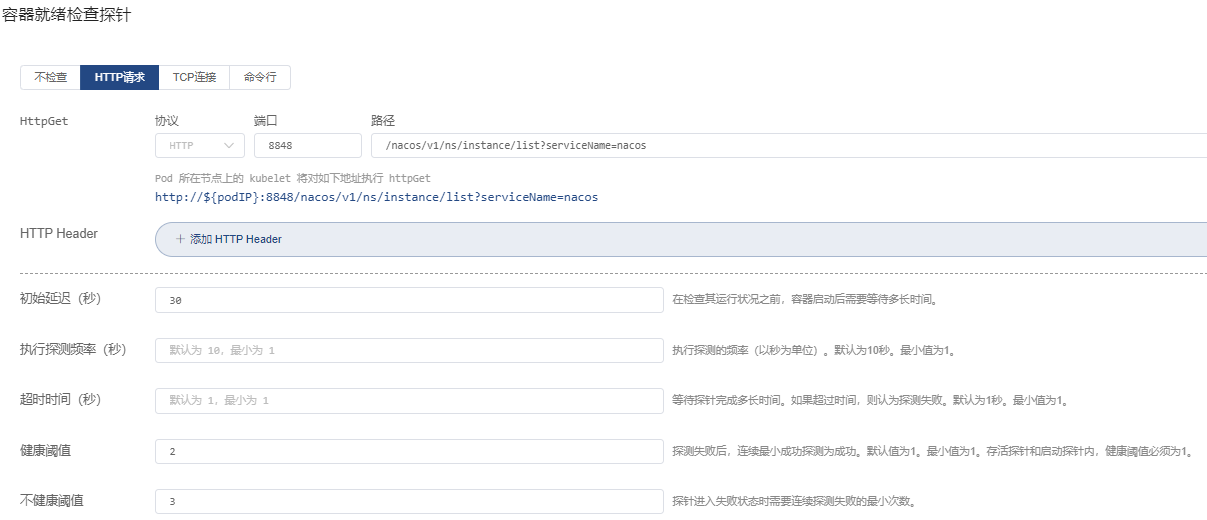 容器就绪检查探针
不检查 HTTP请求 TCP连接 命令行
HttpGet 协议 端口 路径
HTTP 8848 /nacos/v1/ns/instance/list?serviceName=nacos
Pod 所在节点上的 kubelet 将对如下地址执行 httpGet
http://${podIP}:8848/nacos/v1/ns/instance/list?serviceName=nacos
HTTP Header + 添加 HTTP Header
初始延迟（秒） 30 在检查其运行状况之前，容器启动后需要等待多长时间。
执行探测频率（秒） 默认为 10，最小为 1 执行探测的频率（以秒为单位）。默认为10秒。最小值为1。
超时时间（秒） 默认为 1，最小为 1 等待探针完成多长时间。如果超过时间，则认为探测失败。默认为1秒。最小值为1。
健康阈值 2 探测失败后，连续最小成功探测为成功。默认值为1。最小值为1。存活探针和启动探针内，健康阈值必须为1。
不健康阈值 3 探针进入失败状态时需要连续探测失败的最小次数。